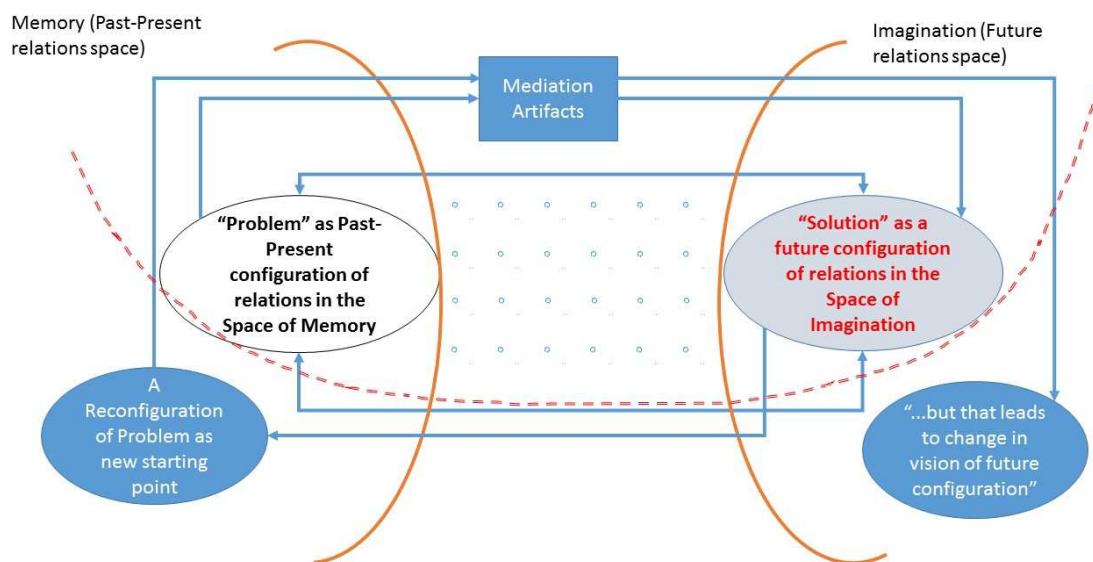 Memory (Past-Present
relations space)
Imagination (Future
relations space)
Mediation
Artifacts
“Problem” as Past-
Present
configuration of
relations in the
Space of Memory
“Solution” as a
future configuration
of relations in the
Space of
Imagination
A
Reconfiguration
of Problem as
new starting
point
“...but that leads
to change in
vision of future
configuration”